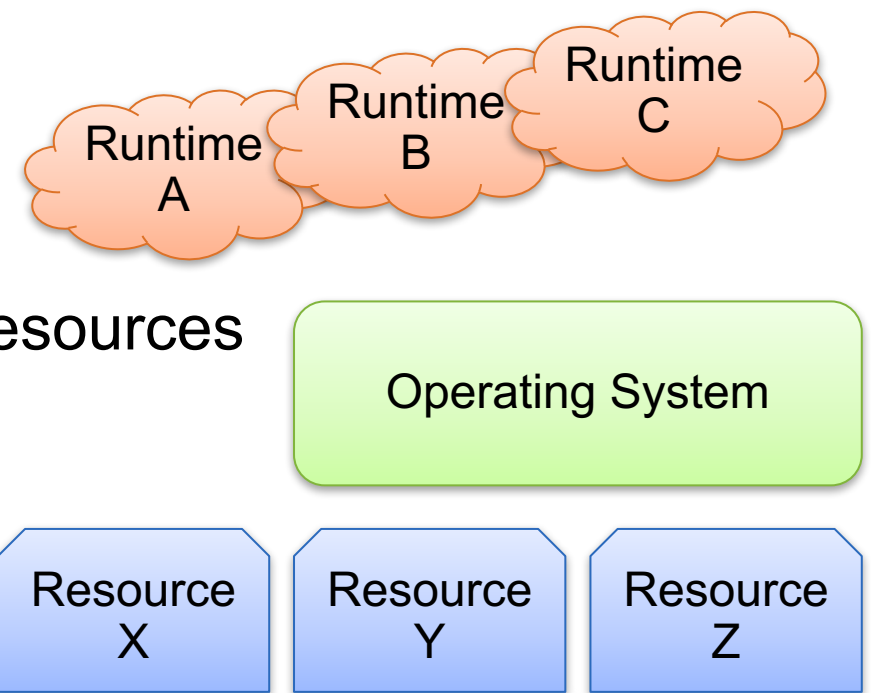 Runtime
A
Runtime
B
Runtime
C
esources
Operating System
Resource
X
Resource
Y
Resource
Z